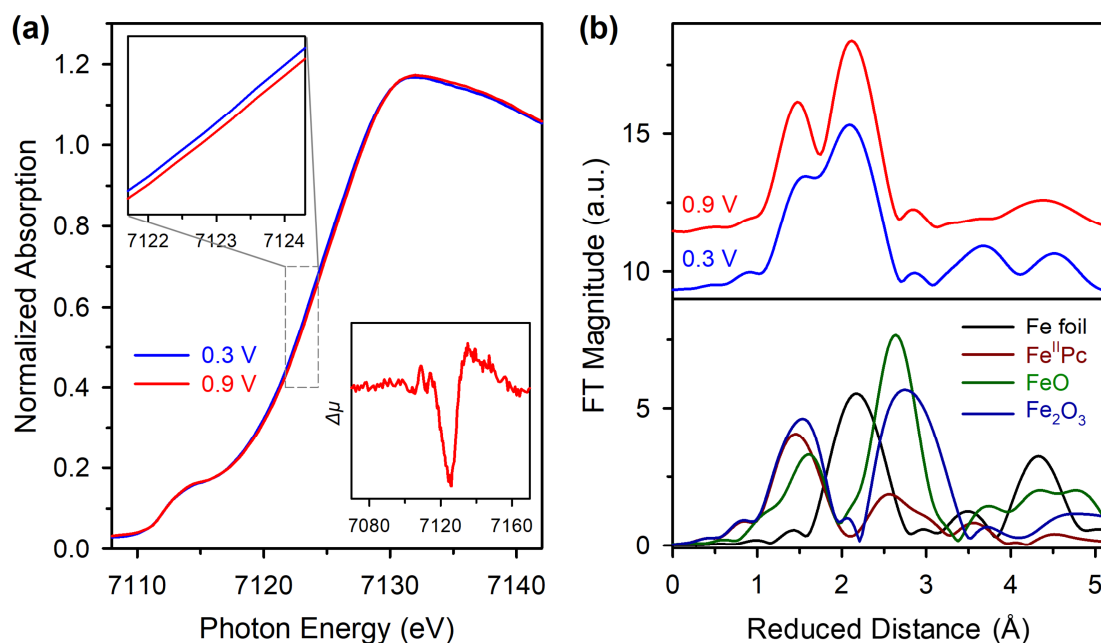 (a)
Normalized Absorption
1.2
1.0
0.8
0.6
0.4
0.2
0.0
7122 7123 7124
0.3 V
0.9 V
Δμ
7080 7120 7160
7110 7120 7130 7140
Photon Energy (eV)
(b)
FT Magnitude (a.u.)
15
10
5
0
0.9 V
0.3 V
Fe foil
FeᴵᴵPc
FeO
Fe₂O₃
0 1 2 3 4 5
Reduced Distance (Å)